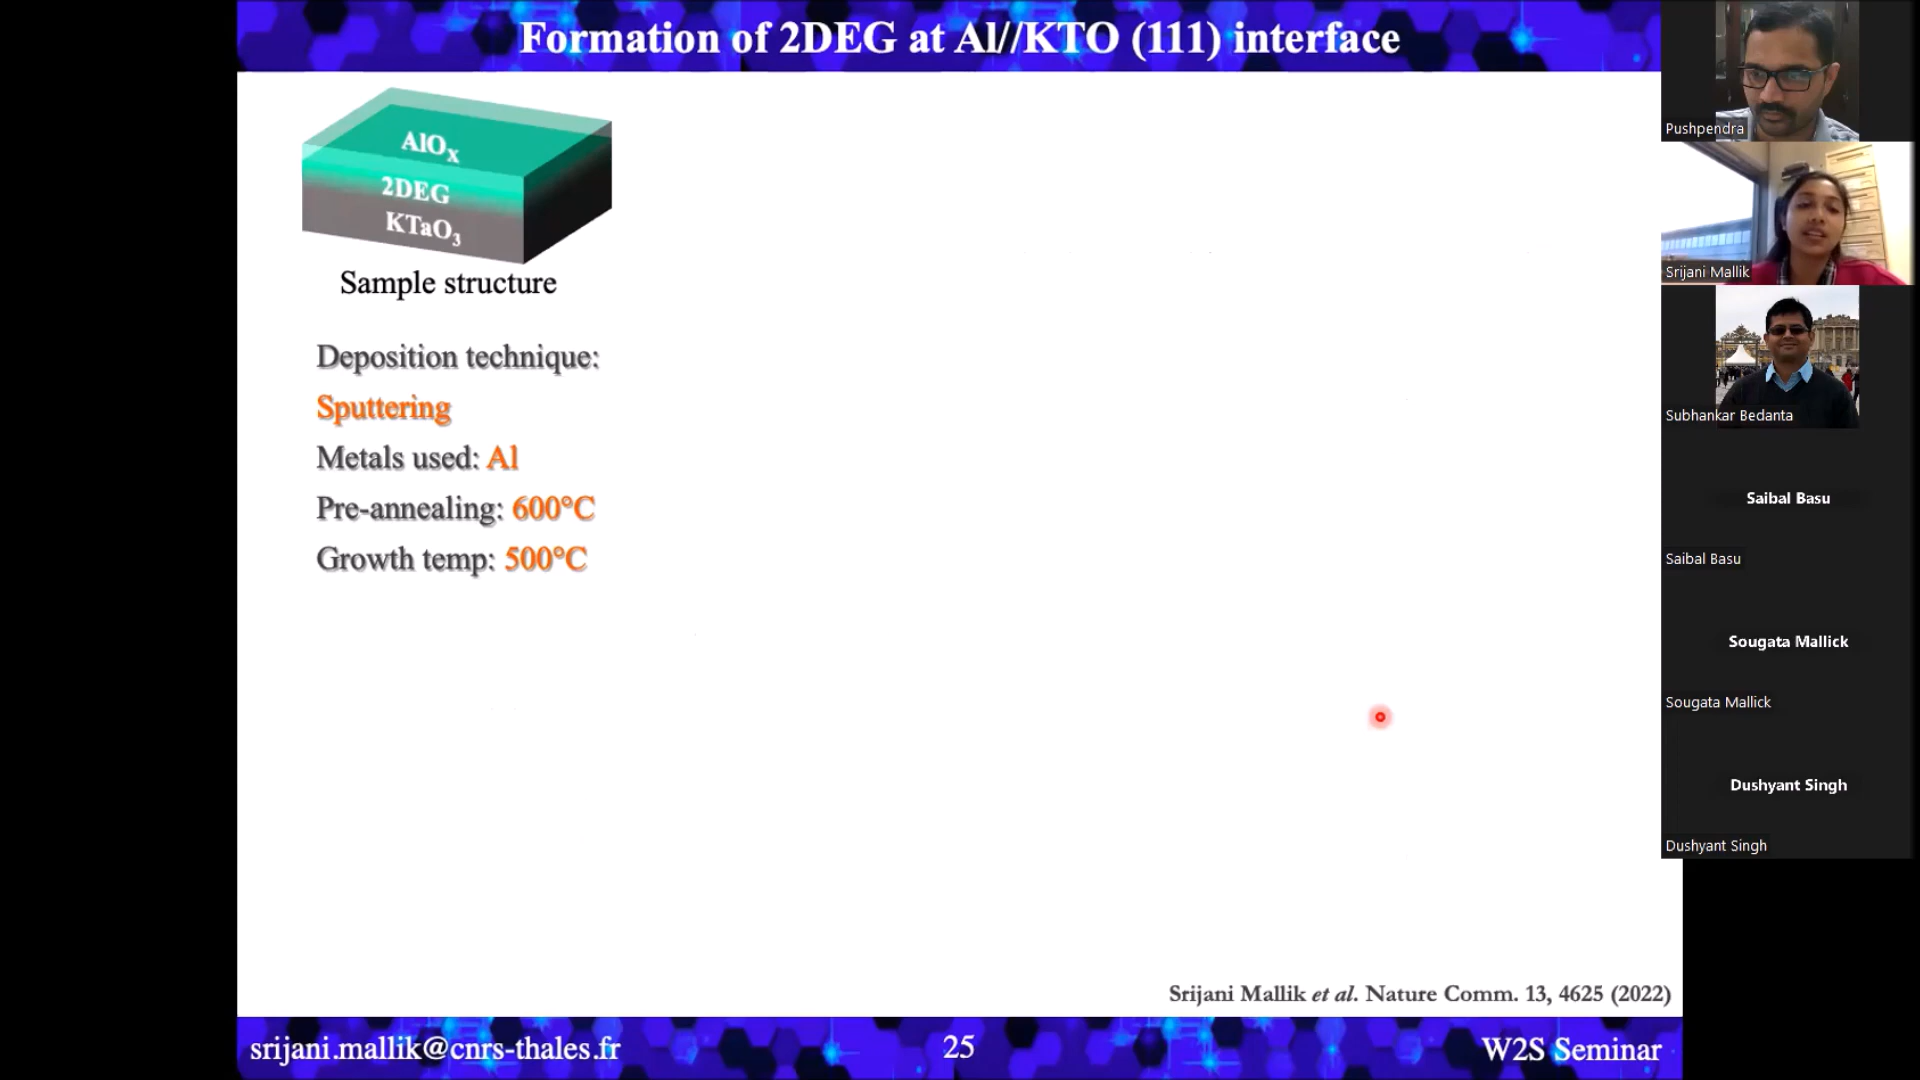 Formation of 2DEG at Al//KTO (111) interface
AlOx
2DEG
KTaO3
Sample structure
Deposition technique:
Sputtering
Metals used: Al
Pre-annealing: 600°C
Growth temp: 500°C
Srijani Mallik et al. Nature Comm. 13, 4625 (2022)
srijani.mallik@cnrs-thales.fr
25
W2S Seminar
Pushpendra
Srijani Mallik
Subhankar Bedanta
Saibal Basu
Saibal Basu
Sougata Mallick
Sougata Mallick
Dushyant Singh
Dushyant Singh